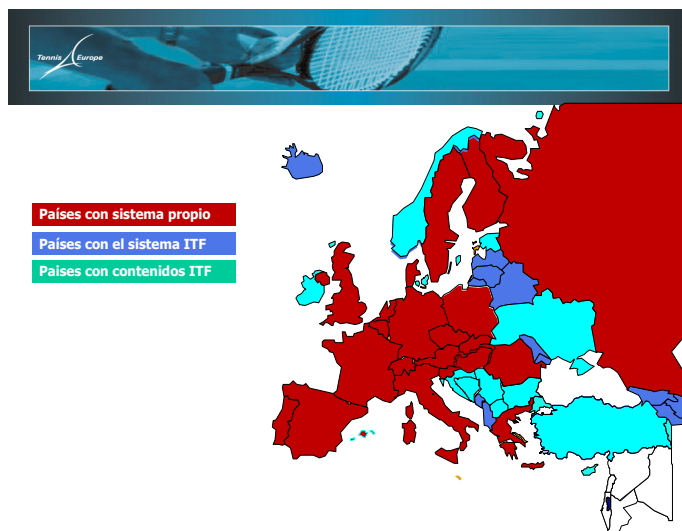 Tennis Europe
Países con sistema propio
Países con el sistema ITF
Paises con contenidos ITF